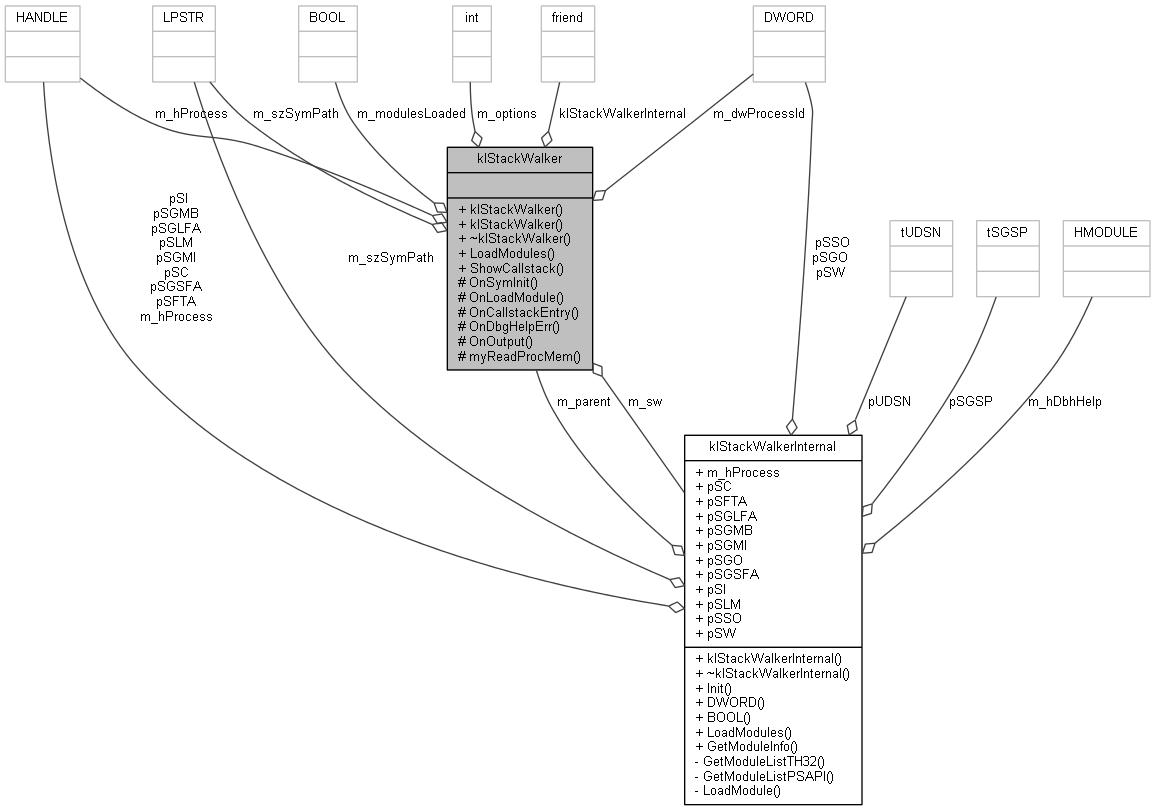 HANDLE
LPSTR
BOOL
int
friend
DWORD
m_hProcess
m_szSymPath
m_modulesLoaded
m_options
klStackWalkerInternal
m_dwProcessId
klStackWalker
+ klStackWalker()
+ klStackWalker()
+ ~klStackWalker()
+ LoadModules()
+ ShowCallstack()
# OnSymInit()
# OnLoadModule()
# OnCallstackEntry()
# OnDbgHelpErr()
# OnOutput()
# myReadProcMem()
pSI
pSGMB
pSGLFA
pSLM
pSGMI
pSC
pSGSFA
pSFTA
m_hProcess
m_szSymPath
pSSO
pSGO
pSW
tUDSN
tSGSP
HMODULE
m_parent
m_sw
pUDSN
pSGSP
m_hDbhHelp
klStackWalkerInternal
+ m_hProcess
+ pSC
+ pSFTA
+ pSGLFA
+ pSGMB
+ pSGMI
+ pSGO
+ pSGSFA
+ pSI
+ pSLM
+ pSSO
+ pSW
+ klStackWalkerInternal()
+ ~klStackWalkerInternal()
+ Init()
+ DWORD()
+ BOOL()
+ LoadModules()
+ GetModuleInfo()
- GetModuleListTH32()
- GetModuleListPSAPI()
- LoadModule()